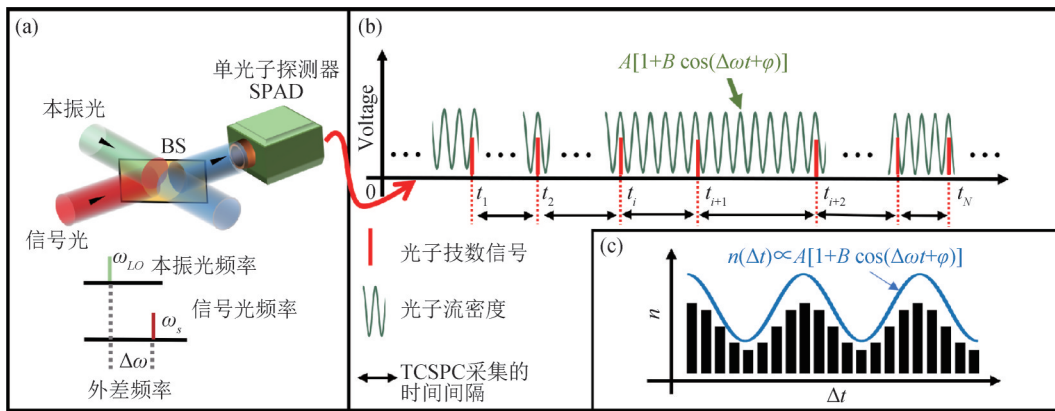 (a)
单光子探测器
SPAD
本振光
BS
信号光
ω_LO 本振光频率
信号光频率
ω_s
Δω
外差频率
(b)
A[1+B cos(Δωt+φ)]
Voltage
0
t_1
t_2
t_i
t_{i+1}
t_{i+2}
t_N
光子技数信号
光子流密度
TCSPC采集的
时间间隔
(c)
n(Δt)∝A[1+B cos(Δωt+φ)]
n
Δt